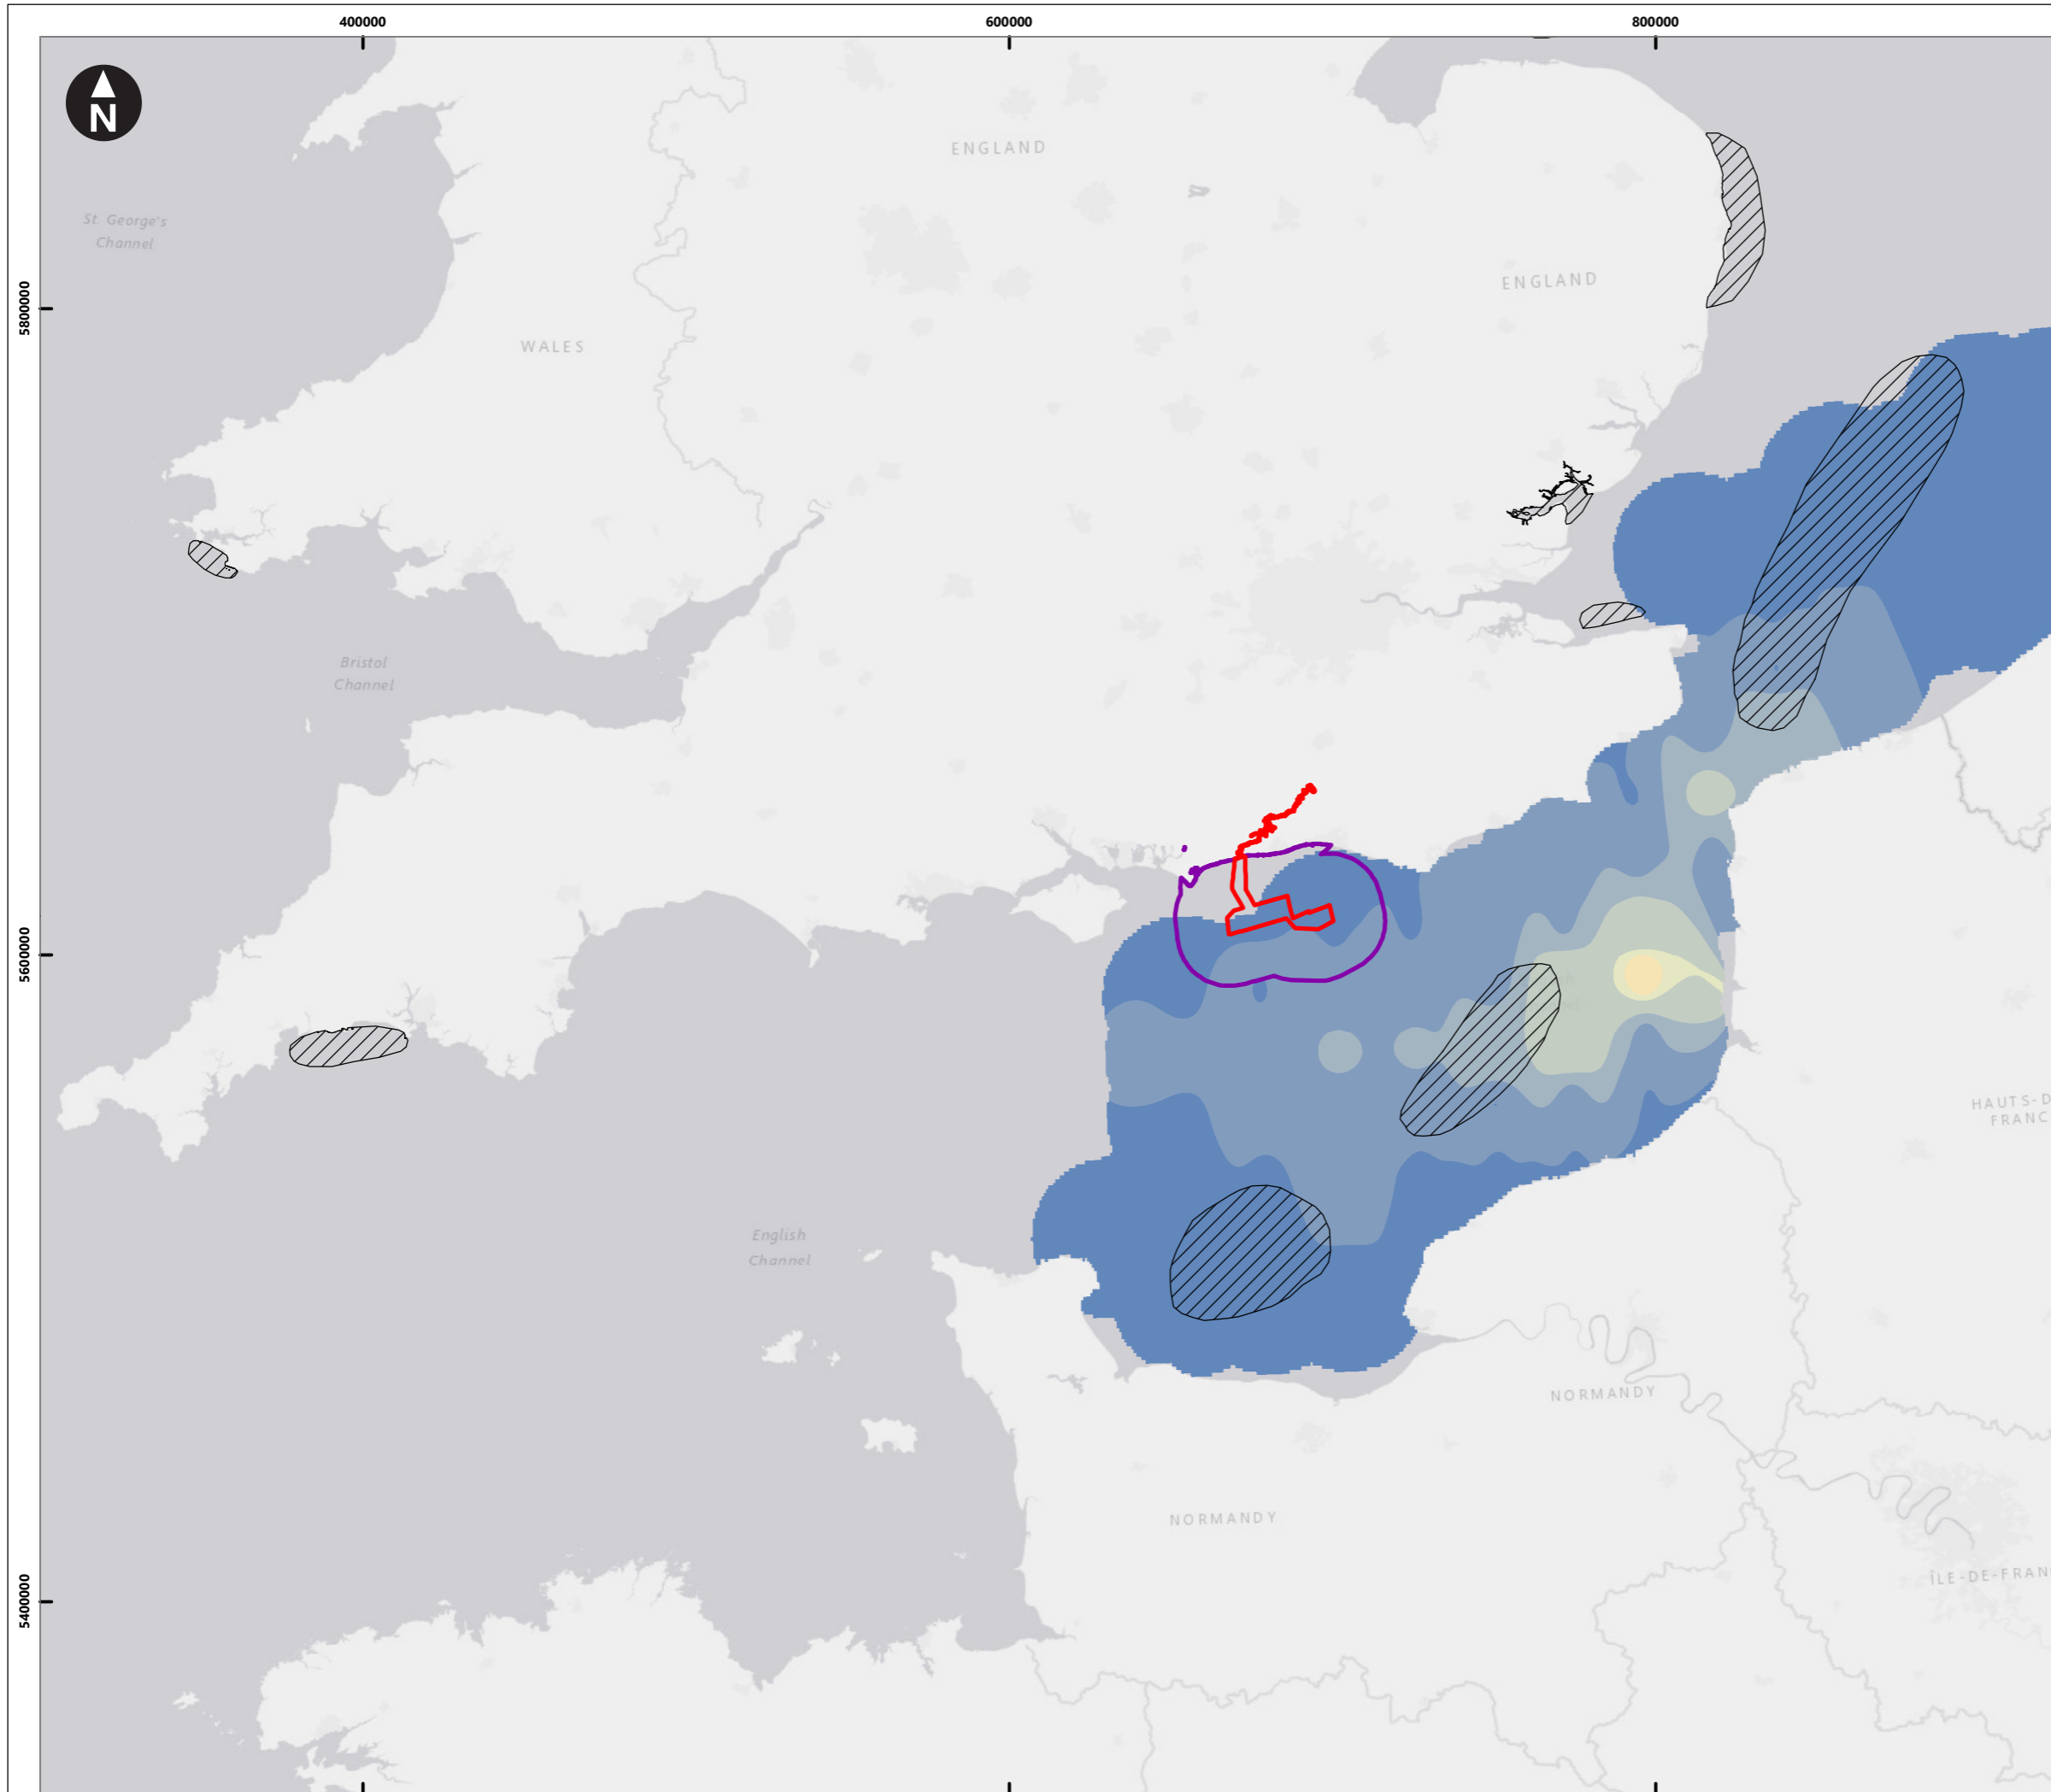 400000
600000
800000
N
ENGLAND
St. George's
Channel
ENGLAND
5800000
WALES
Bristol
Channel
5600000
HAUTS-D
FRANC
English
Channel
NORMANDY
NORMANDY
ÎLE-DE-FRAN
5400000